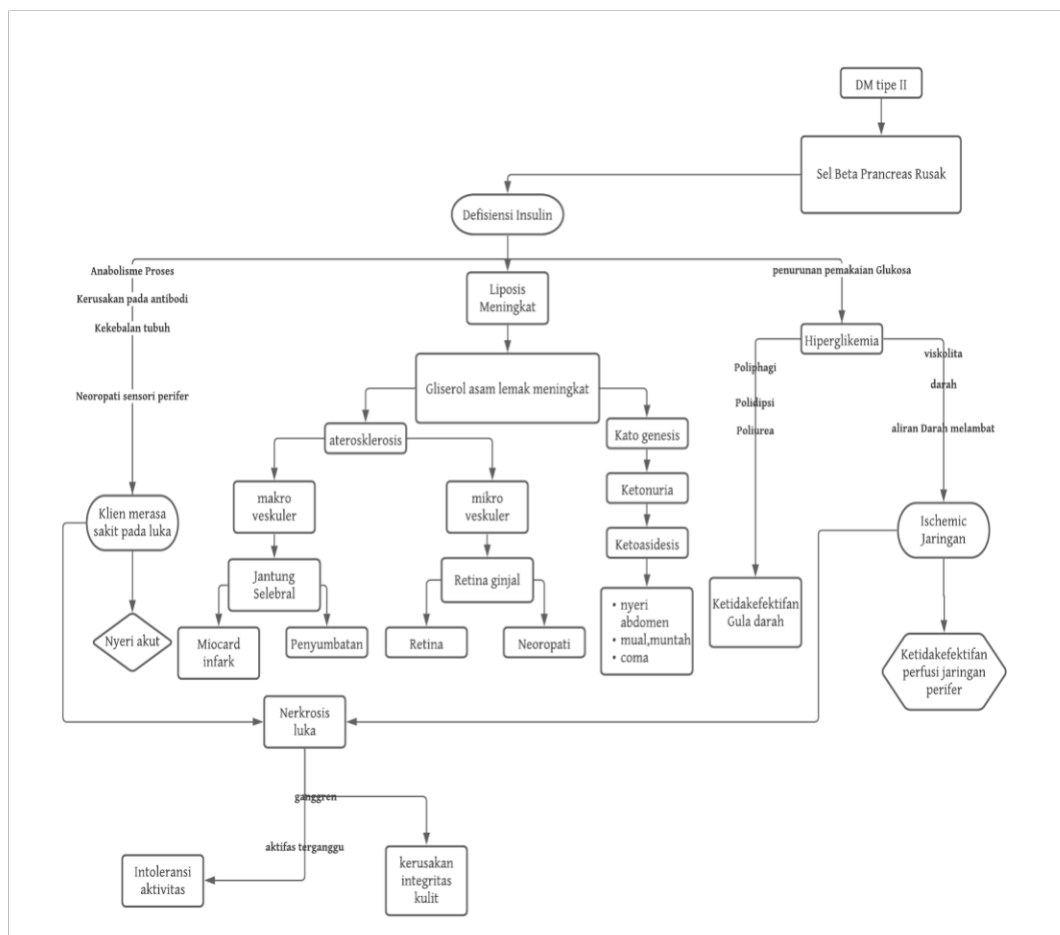 DM tipe II
Sel Beta Prancreas Rusak
Defisiensi Insulin
Anabolisme Proses
Kerusakan pada antibodi
Kekebalan tubuh
Neoropati sensori perifer
Liposis
Meningkat
penurunan pemakaian Glukosa
Hiperglikemia
Poliphagi
Polidipsi
Poliurea
viskolita
darah
aliran Darah melambat
Gliserol asam lemak meningkat
aterosklerosis
Kato genesis
Ketonuria
Ketoasidesis
makro
veskuler
mikro
veskuler
Klien merasa
sakit pada luka
Ischemic
Jaringan
Jantung
Selebral
Retina ginjal
• nyeri
abdomen
• mual,muntah
• coma
Ketidakefektifan
Gula darah
Nyeri akut
Miocard
infark
Penyumbatan
Retina
Neoropati
Ketidakefektifan
perfusi jaringan
perifer
Nerkrosis
luka
ganggren
aktifas terganggu
Intoleransi
aktivitas
kerusakan
integritas
kulit